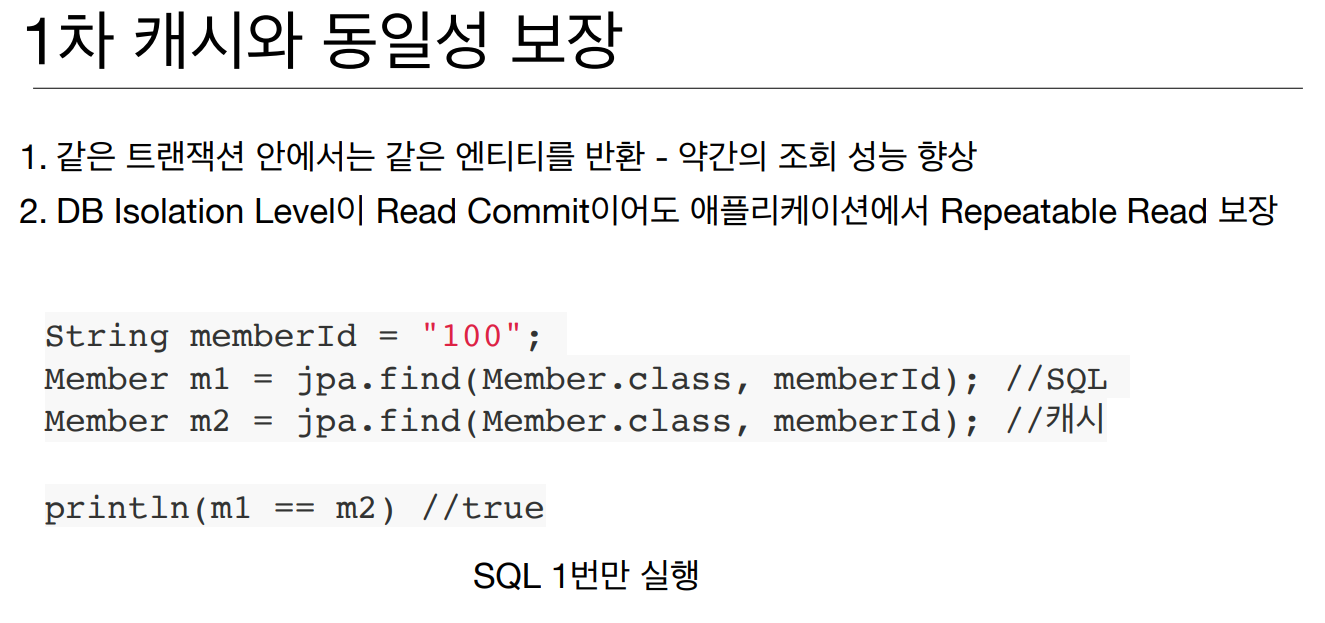 1차 캐시와 동일성 보장
1. 같은 트랜잭션 안에서는 같은 엔티티를 반환 - 약간의 조회 성능 향상
2. DB Isolation Level이 Read Commit이어도 애플리케이션에서 Repeatable Read 보장
String memberId = "100";
Member m1 = jpa.find(Member.class, memberId); //SQL
Member m2 = jpa.find(Member.class, memberId); //캐시
println(m1 == m2) //true
SQL 1번만 실행